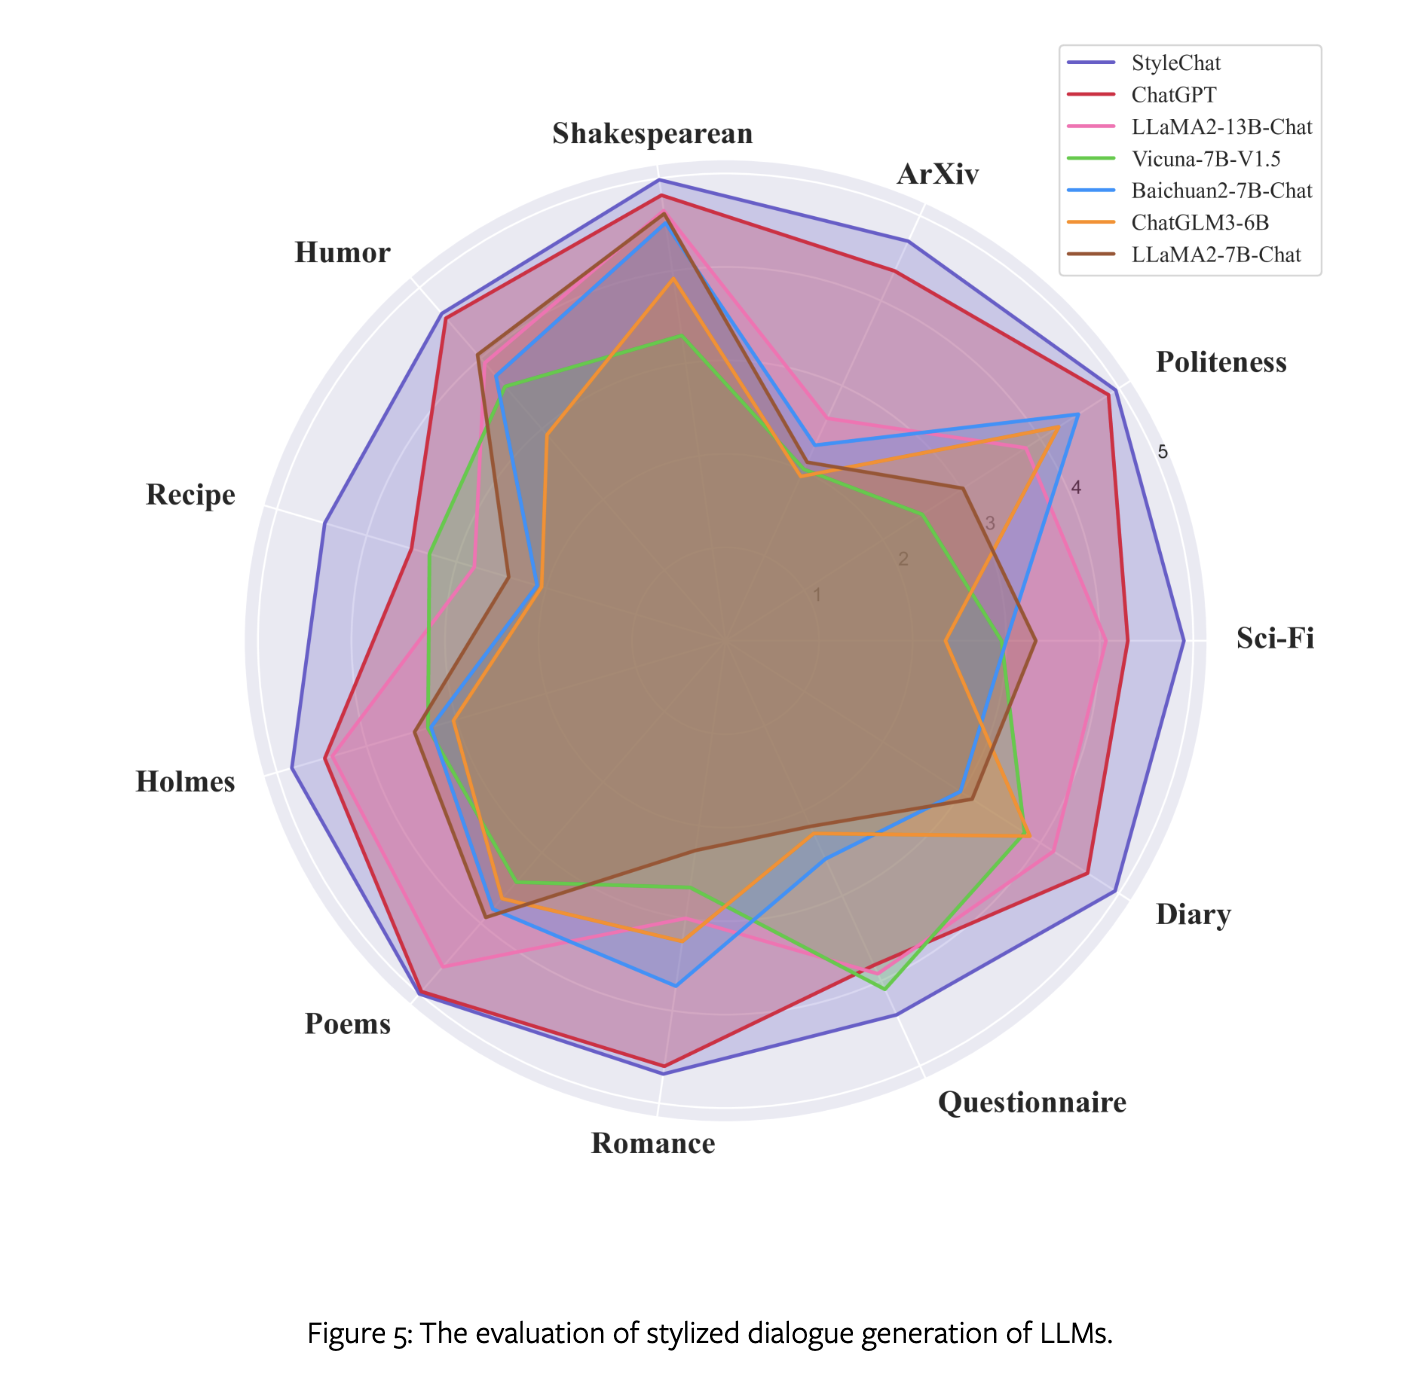 StyleChat
ChatGPT
LLaMA2-13B-Chat
Vicuna-7B-V1.5
Baichuan2-7B-Chat
ChatGLM3-6B
LLaMA2-7B-Chat
Shakespearean
ArXiv
Humor
Politeness
5
4
Recipe
3
2
1
Sci-Fi
Holmes
Diary
Poems
Questionnaire
Romance
Figure 5: The evaluation of stylized dialogue generation of LLMs.